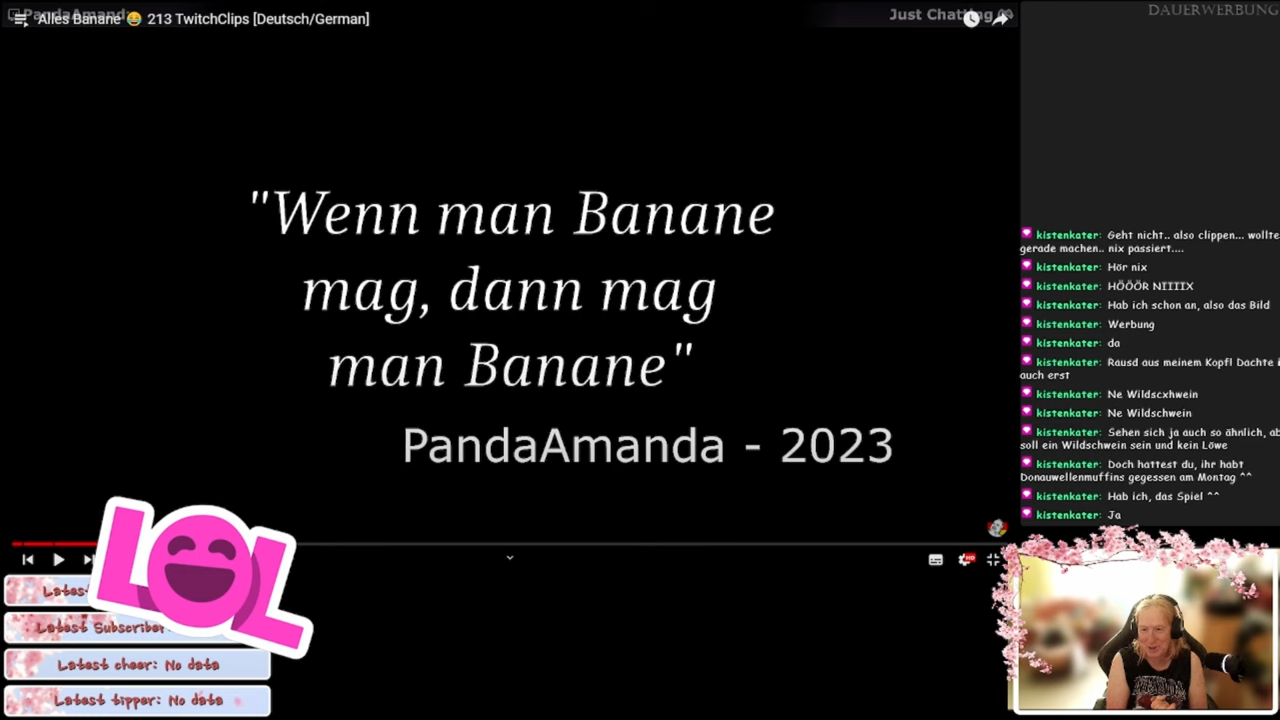 Alles Banane 😂 213 TwitchClips [Deutsch/German]
Just Chatting
DAUERWERBUNG
"Wenn man Banane
mag, dann mag
man Banane"
PandaAmanda - 2023
kistenkater: Geht nicht.. also clippen... wollte
gerade machen.. nix passiert....
kistenkater: Hör nix
kistenkater: HÖÖÖR NIIIIX
kistenkater: Hab ich schon an, also das Bild
kistenkater: Werbung
kistenkater: da
kistenkater: Rausd aus meinem Kopf! Dachte i
auch erst
kistenkater: Ne Wildscxhwein
kistenkater: Ne Wildschwein
kistenkater: Sehen sich ja auch so ähnlich, ab
soll ein Wildschwein sein und kein Löwe
kistenkater: Doch hattest du, ihr habt
Donauwellenmuffins gegessen am Montag ^^
kistenkater: Hab ich, das Spiel ^^
kistenkater: Ja
HD
LOL
Latest Subscriber
Latest cheer: No data
Latest tipper: No data